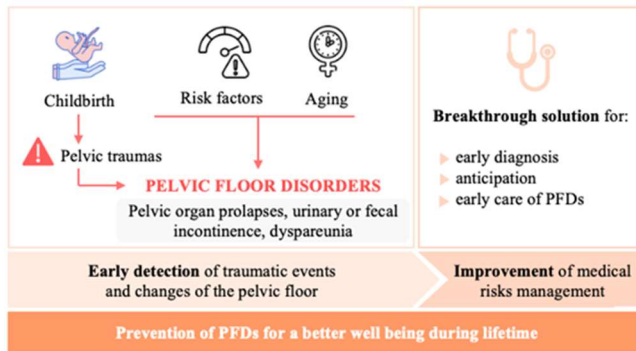 Childbirth
Risk factors
Aging
Pelvic traumas
PELVIC FLOOR DISORDERS
Pelvic organ prolapses, urinary or fecal
incontinence, dyspareunia
Breakthrough solution for:
early diagnosis
anticipation
early care of PFDs
Early detection of traumatic events
and changes of the pelvic floor
Improvement of medical
risks management
Prevention of PFDs for a better well being during lifetime